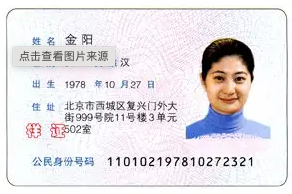 姓名 金阳
点击查看图片来源
汉
出生 1978 年 10 月 27 日
住址 北京市西城区复兴门外大
街999号院11号楼3单元
502室
样证
公民身份号码 110102197810272321